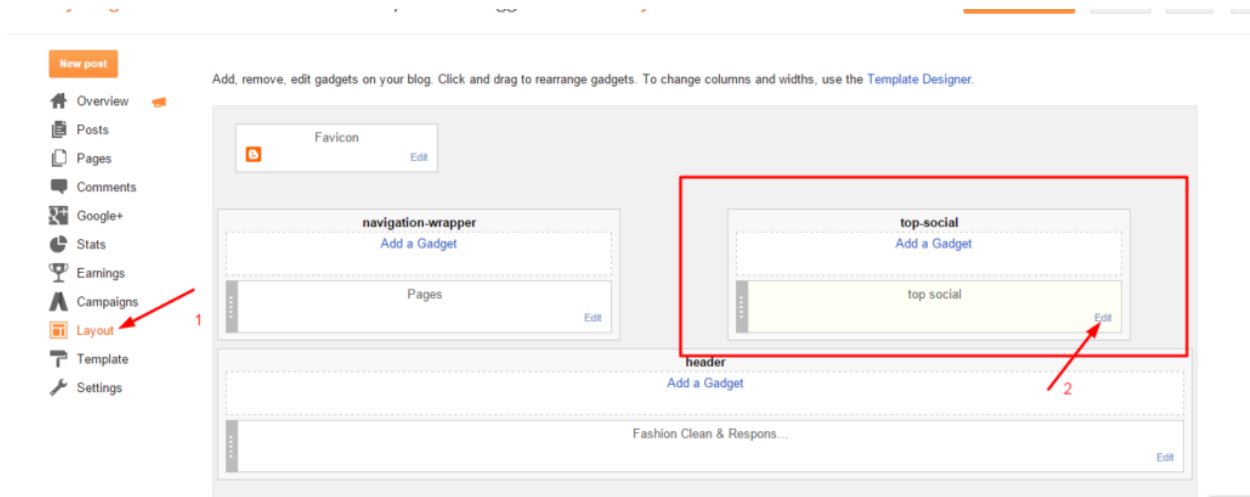 New post
Add, remove, edit gadgets on your blog. Click and drag to rearrange gadgets. To change columns and widths, use the Template Designer.
Overview
Posts
Pages
Comments
Google+
Stats
Earnings
Campaigns
Layout
Template
Settings
1
Favicon
Edit
navigation-wrapper
Add a Gadget
Pages
Edit
top-social
Add a Gadget
top social
Edit
2
header
Add a Gadget
Fashion Clean & Respons...
Edit